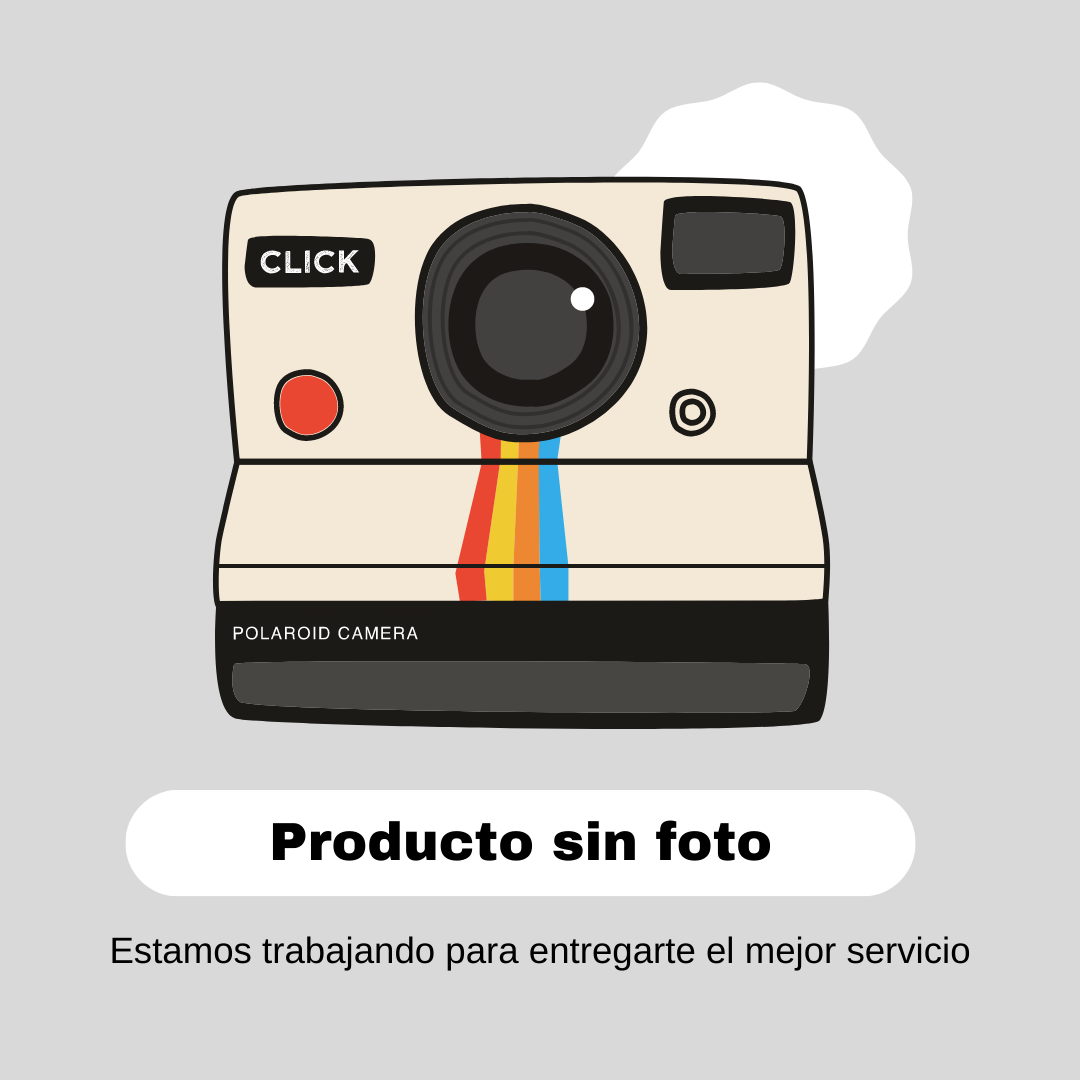 CLICK
POLAROID CAMERA
Producto sin foto
Estamos trabajando para entregarte el mejor servicio